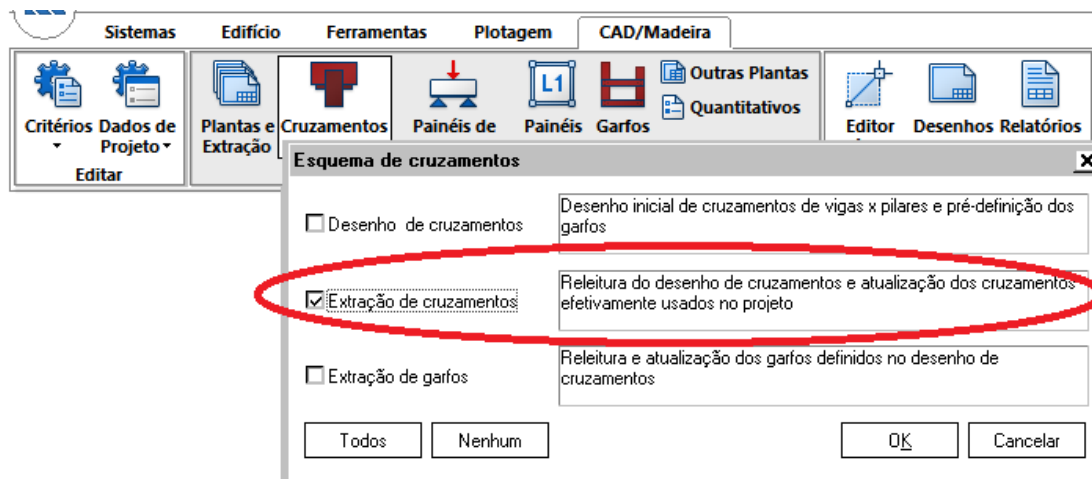 Sistemas Edifício Ferramentas Plotagem CAD/Madeira
Critérios Dados de Projeto
Editar
Plantas e Extração
Cruzamentos
Painéis de
Painéis
L1
Garfos
Outras Plantas
Quantitativos
Editor Desenhos Relatórios
Esquema de cruzamentos
Desenho de cruzamentos
Desenho inicial de cruzamentos de vigas x pilares e pré-definição dos
garfos
Extração de cruzamentos
Releitura do desenho de cruzamentos e atualização dos cruzamentos
efetivamente usados no projeto
Extração de garfos
Releitura e atualização dos garfos definidos no desenho de
cruzamentos
Todos Nenhum OK Cancelar